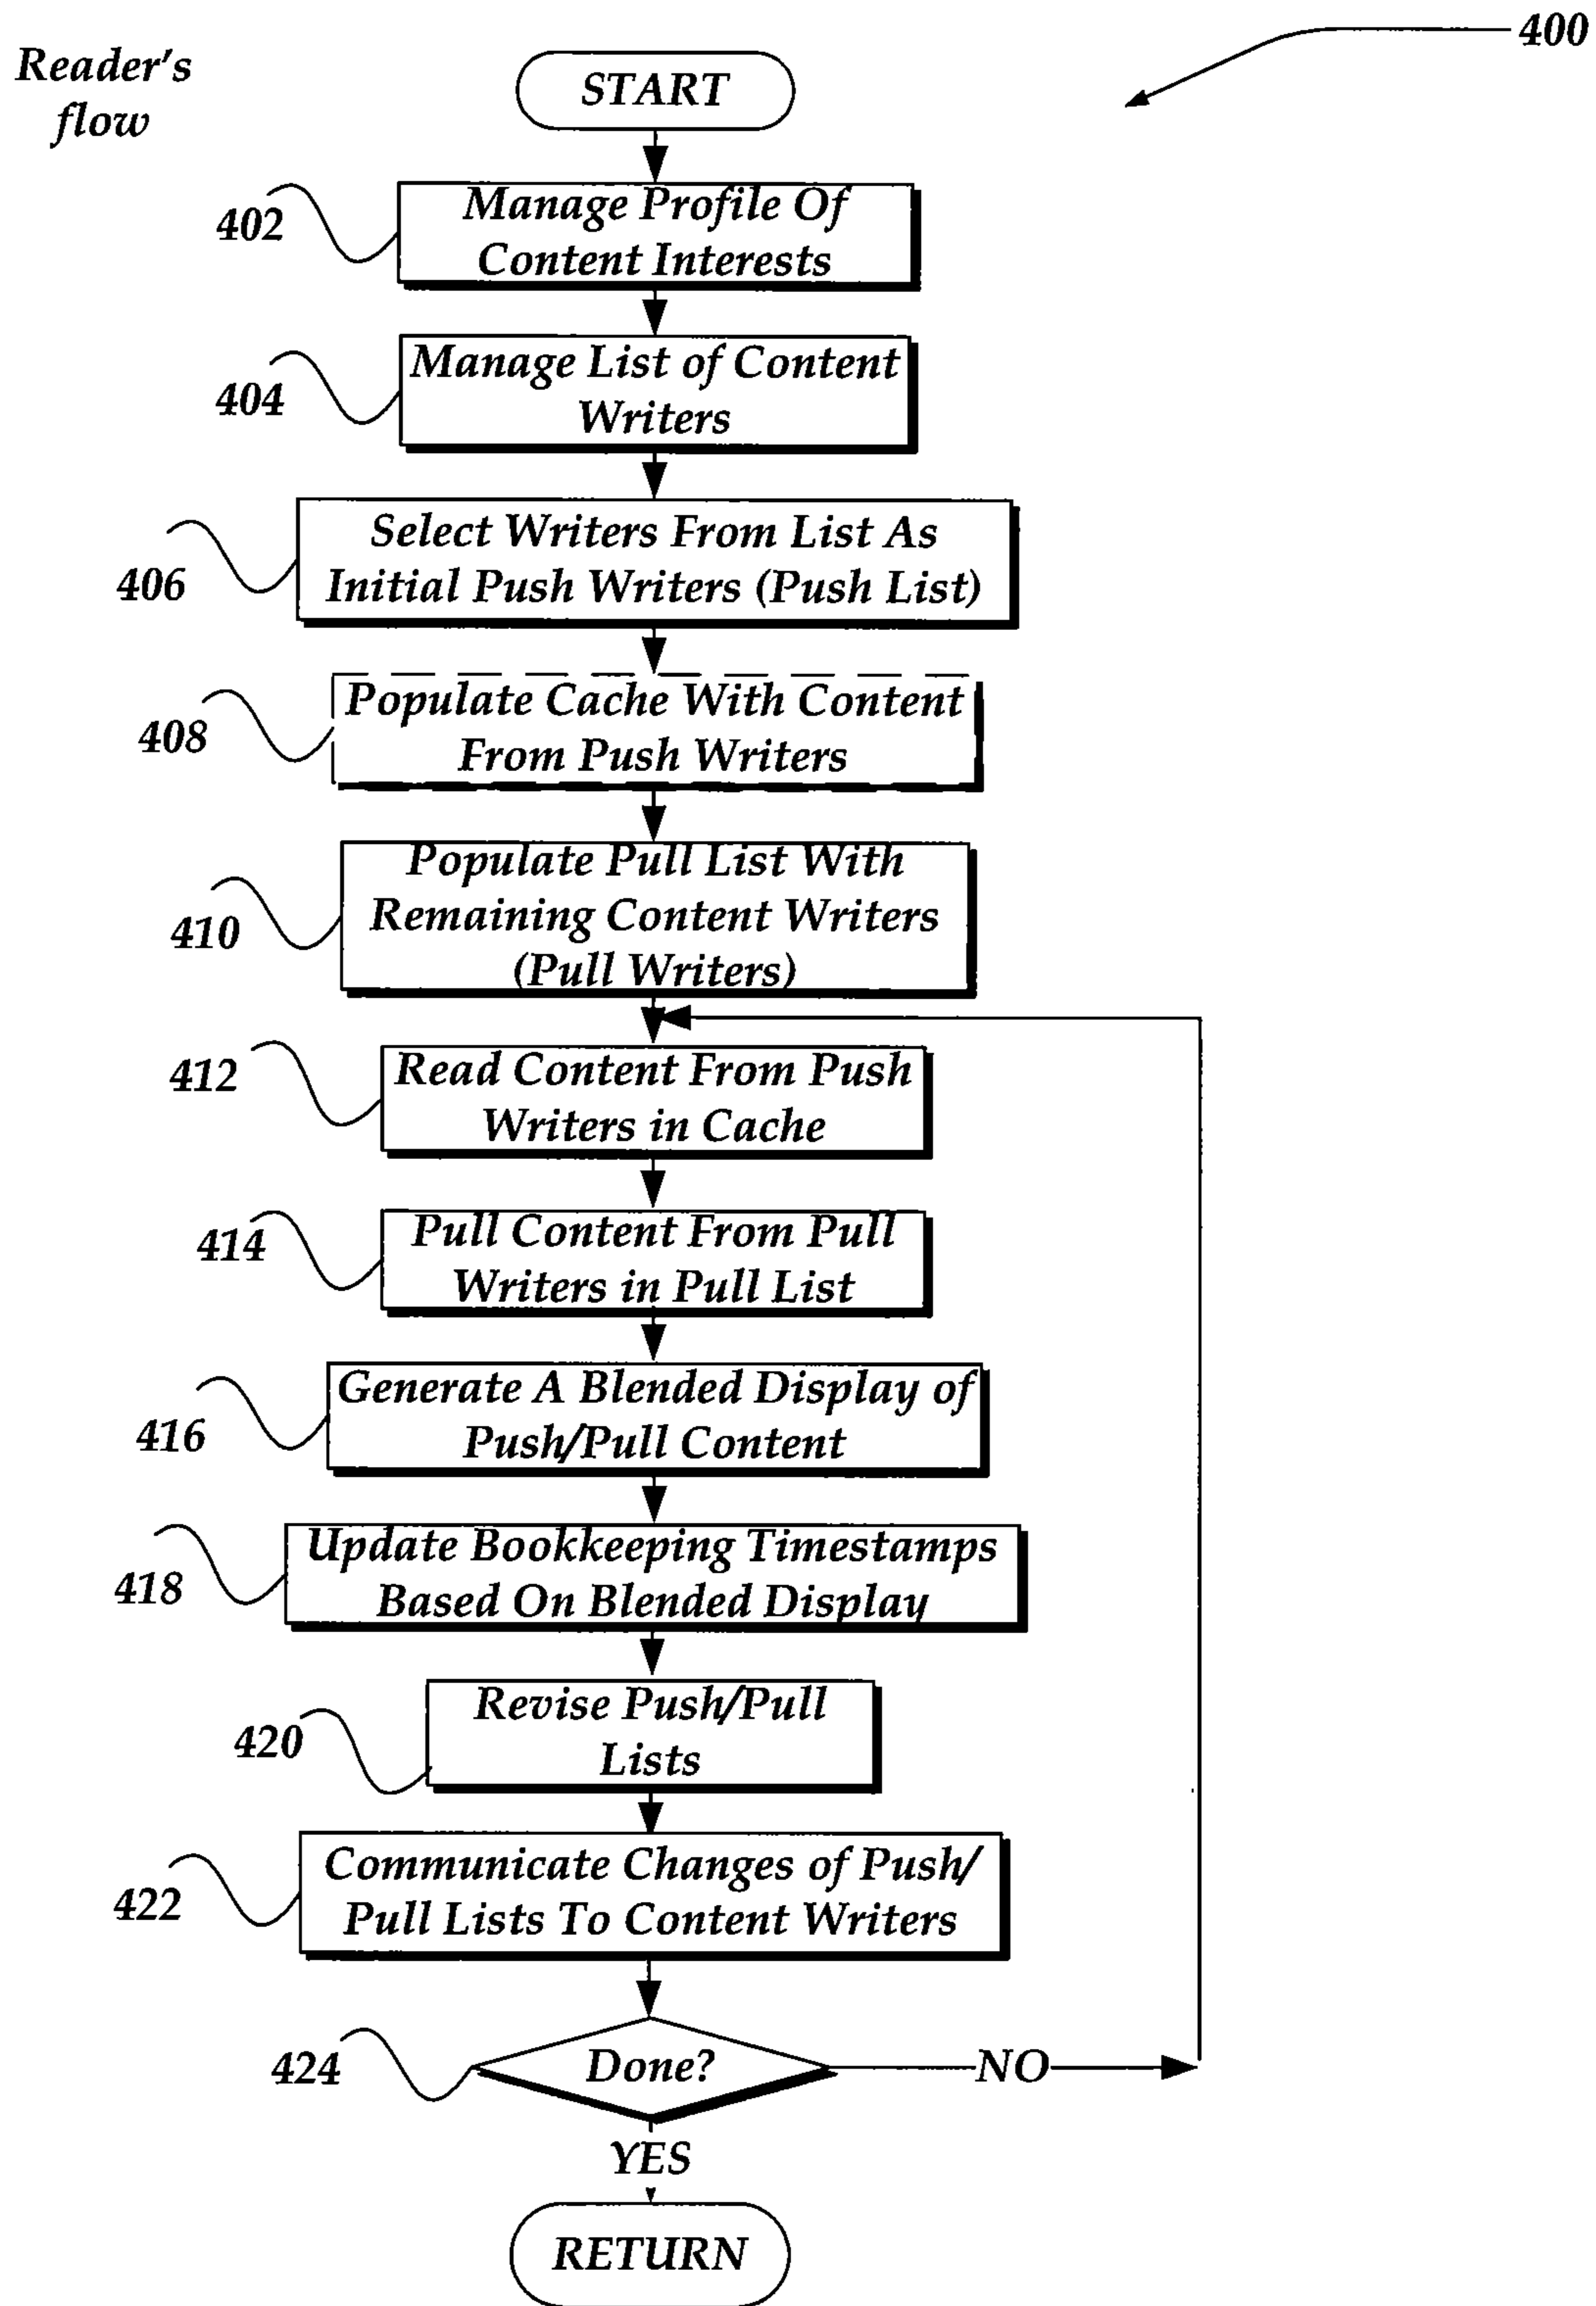 400
Reader's
flow
START
402
Manage Profile Of
Content Interests
404
Manage List of Content
Writers
406
Select Writers From List As
Initial Push Writers (Push List)
408
Populate Cache With Content
From Push Writers
410
Populate Pull List With
Remaining Content Writers
(Pull Writers)
412
Read Content From Push
Writers in Cache
414
Pull Content From Pull
Writers in Pull List
416
Generate A Blended Display of
Push/Pull Content
418
Update Bookkeeping Timestamps
Based On Blended Display
420
Revise Push/Pull
Lists
422
Communicate Changes of Push/
Pull Lists To Content Writers
424
Done?
NO
YES
RETURN